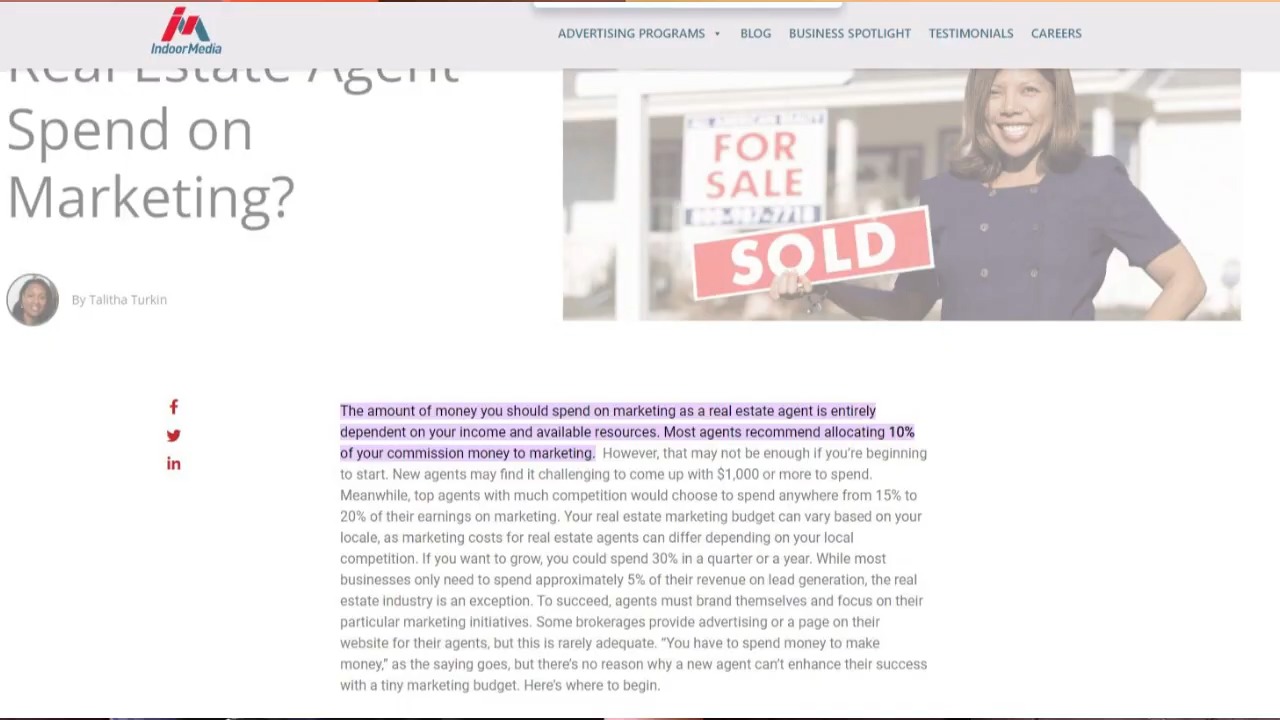 IndoorMedia
ADVERTISING PROGRAMS
BLOG
BUSINESS SPOTLIGHT
TESTIMONIALS
CAREERS
Real Estate Agent
Spend on
Marketing?
By Talitha Turkin
ALL AMERICAN REALTY
FOR
SALE
800-987-7718
SOLD
The amount of money you should spend on marketing as a real estate agent is entirely
dependent on your income and available resources. Most agents recommend allocating 10%
of your commission money to marketing. However, that may not be enough if you're beginning
to start. New agents may find it challenging to come up with $1,000 or more to spend.
Meanwhile, top agents with much competition would choose to spend anywhere from 15% to
20% of their earnings on marketing. Your real estate marketing budget can vary based on your
locale, as marketing costs for real estate agents can differ depending on your local
competition. If you want to grow, you could spend 30% in a quarter or a year. While most
businesses only need to spend approximately 5% of their revenue on lead generation, the real
estate industry is an exception. To succeed, agents must brand themselves and focus on their
particular marketing initiatives. Some brokerages provide advertising or a page on their
website for their agents, but this is rarely adequate. “You have to spend money to make
money,” as the saying goes, but there's no reason why a new agent can't enhance their success
with a tiny marketing budget. Here's where to begin.